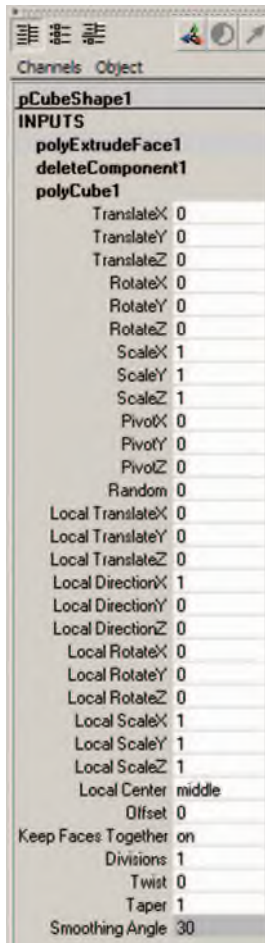 Channels Object
pCubeShape1
INPUTS
polyExtrudeFace1
deleteComponent1
polyCube1
TranslateX 0
TranslateY 0
TranslateZ 0
RotateX 0
RotateY 0
RotateZ 0
ScaleX 1
ScaleY 1
ScaleZ 1
PivotX 0
PivotY 0
PivotZ 0
Random 0
Local TranslateX 0
Local TranslateY 0
Local TranslateZ 0
Local DirectionX 1
Local DirectionY 0
Local DirectionZ 0
Local RotateX 0
Local RotateY 0
Local RotateZ 0
Local ScaleX 1
Local ScaleY 1
Local ScaleZ 1
Local Center middle
Offset 0
Keep Faces Together on
Divisions 1
Twist 0
Taper 1
Smoothing Angle 30